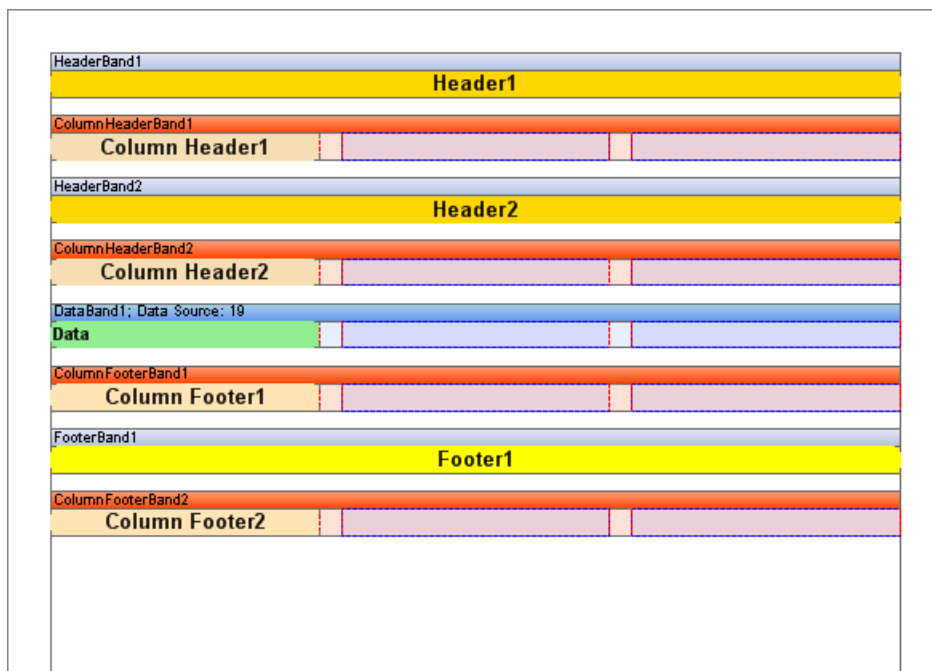 HeaderBand1
Header1
ColumnHeaderBand1
Column Header1
HeaderBand2
Header2
ColumnHeaderBand2
Column Header2
DataBand1; Data Source: 19
Data
ColumnFooterBand1
Column Footer1
FooterBand1
Footer1
ColumnFooterBand2
Column Footer2